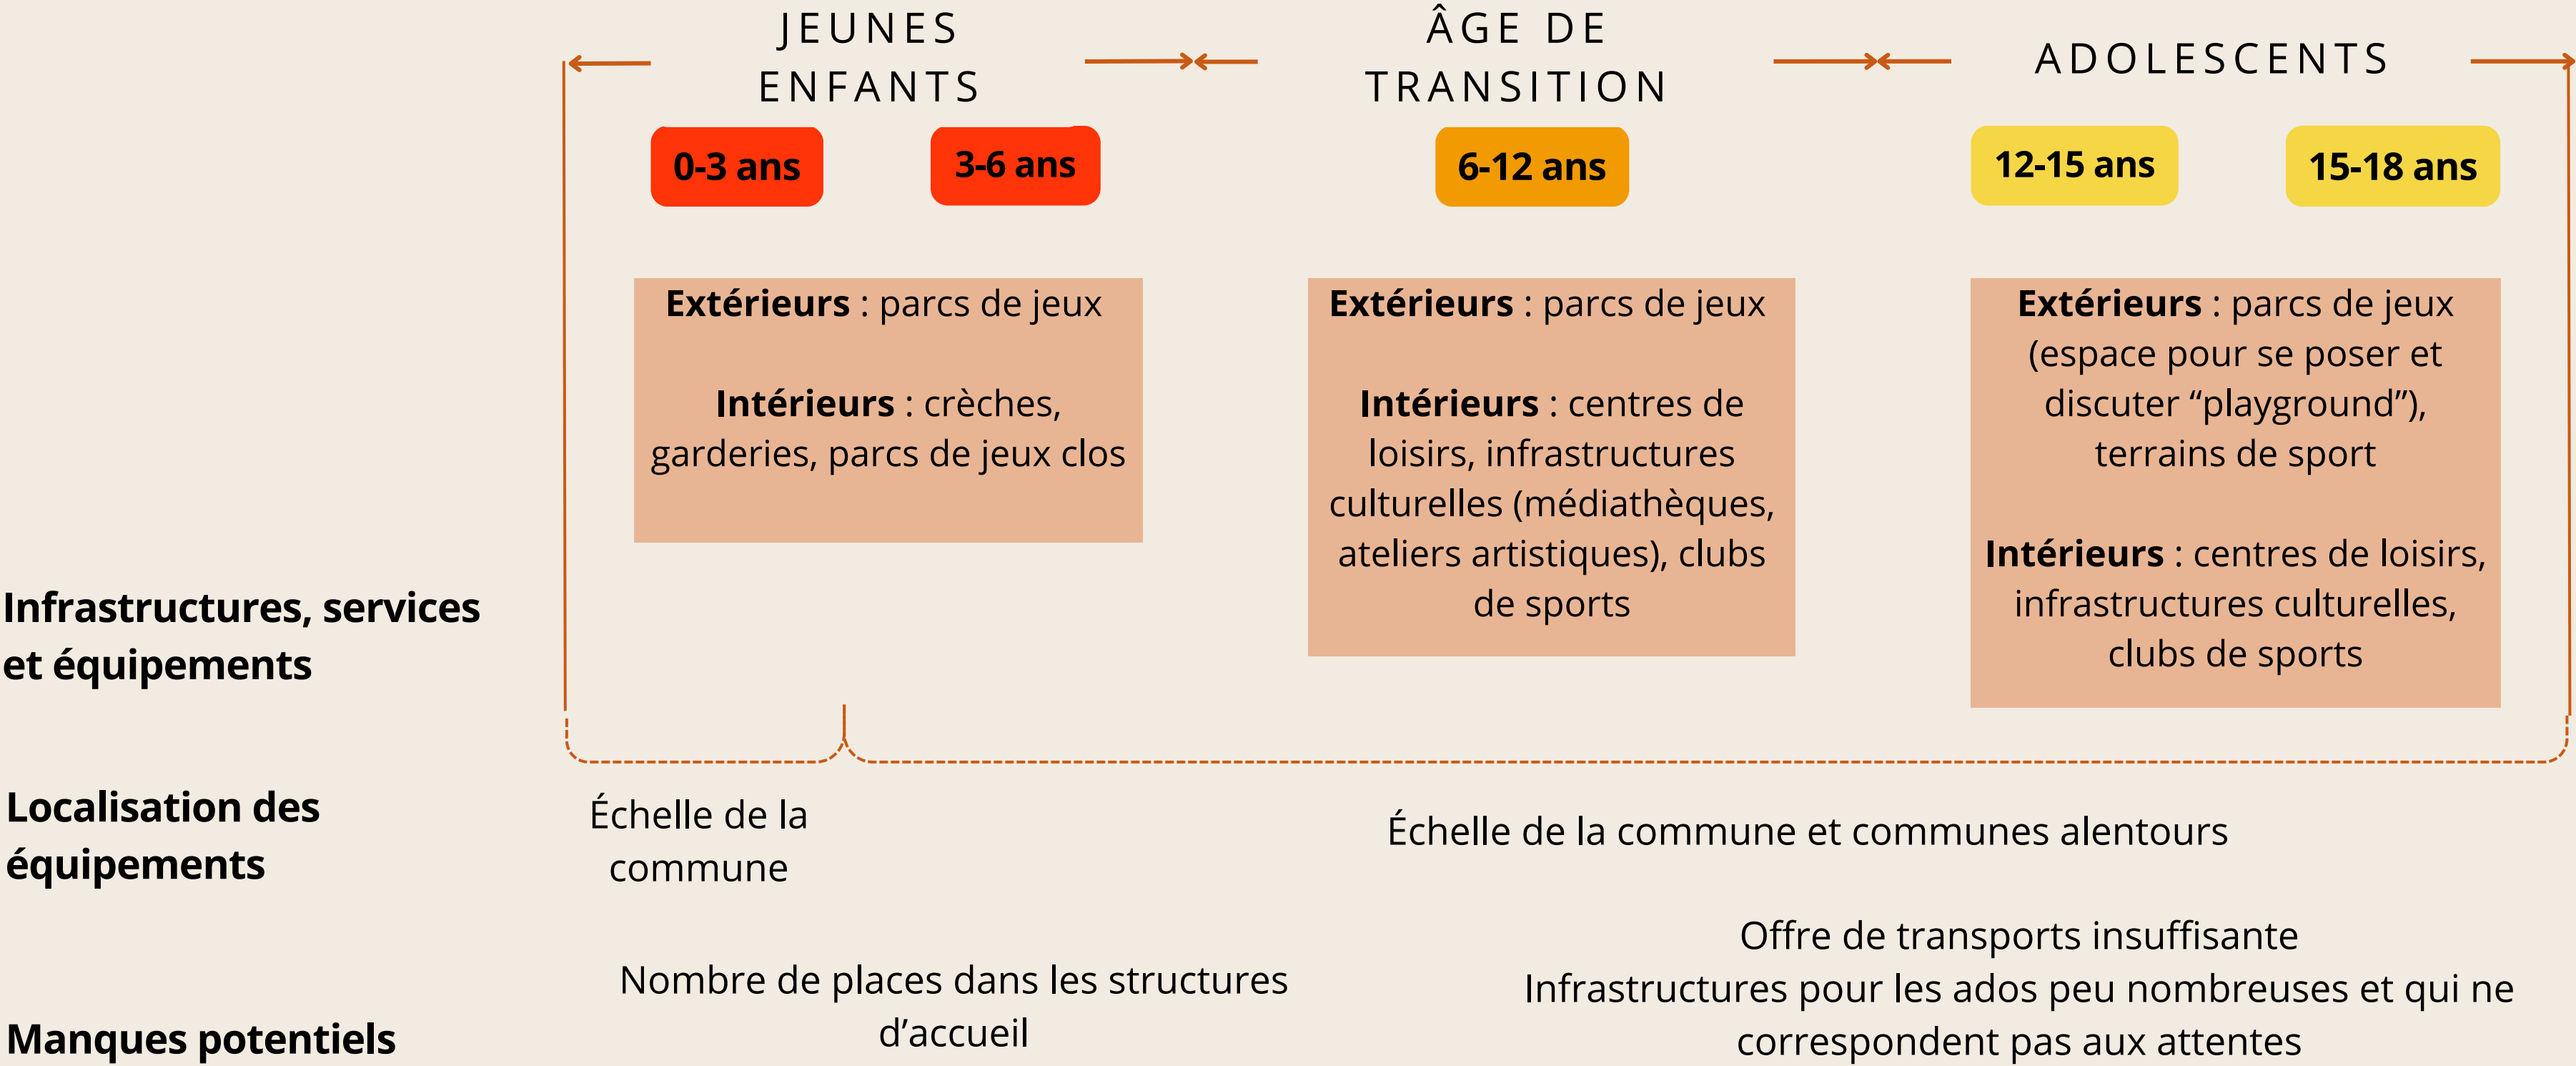 JEUNES
ENFANTS
ÂGE DE
TRANSITION
ADOLESCENTS
0-3 ans
3-6 ans
6-12 ans
12-15 ans
15-18 ans
Extérieurs : parcs de jeux
Intérieurs : crèches,
garderies, parcs de jeux clos
Extérieurs : parcs de jeux
Intérieurs : centres de
loisirs, infrastructures
culturelles (médiathèques,
ateliers artistiques), clubs
de sports
Extérieurs : parcs de jeux
(espace pour se poser et
discuter “playground”),
terrains de sport
Intérieurs : centres de loisirs,
infrastructures culturelles,
clubs de sports
Infrastructures, services
et équipements
Localisation des
équipements
Échelle de la
commune
Échelle de la commune et communes alentours
Manques potentiels
Nombre de places dans les structures
d’accueil
Offre de transports insuffisante
Infrastructures pour les ados peu nombreuses et qui ne
correspondent pas aux attentes